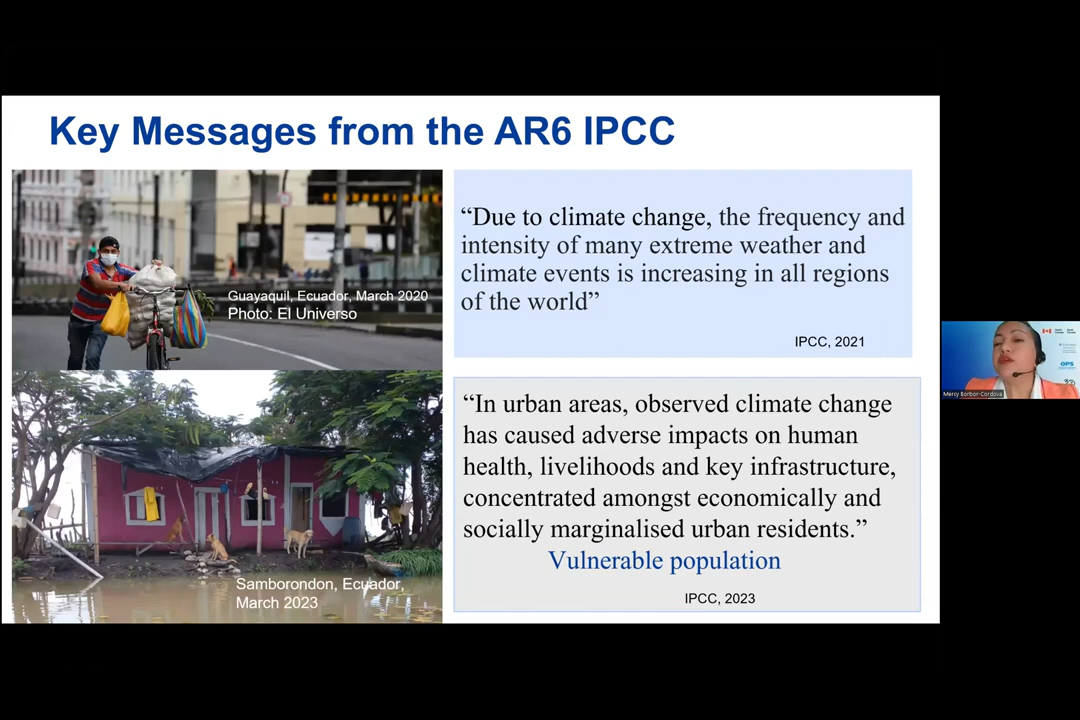 Key Messages from the AR6 IPCC
Guayaquil, Ecuador, March 2020
Photo: El Universo
“Due to climate change, the frequency and
intensity of many extreme weather and
climate events is increasing in all regions
of the world”
IPCC, 2021
Samborondon, Ecuador,
March 2023
“In urban areas, observed climate change
has caused adverse impacts on human
health, livelihoods and key infrastructure,
concentrated amongst economically and
socially marginalised urban residents.”
Vulnerable population
IPCC, 2023
OPS
Mercy Borbor-Cordova